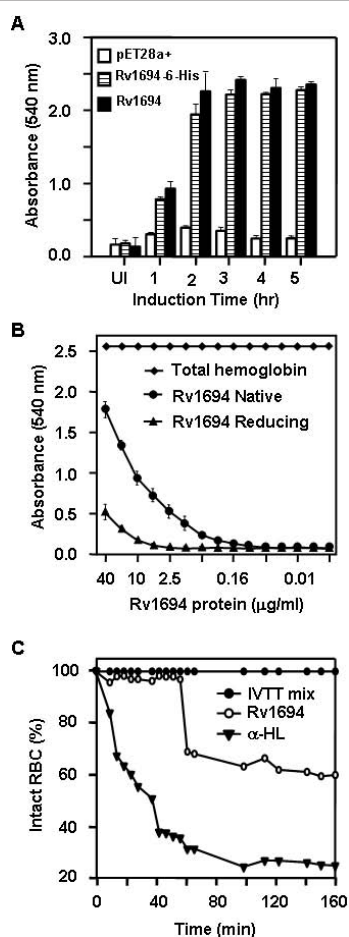 A
3.0
2.0
1.0
0.0
Absorbance (540 nm)
pET28a+
Rv1694-6-His
Rv1694
UI 1 2 3 4 5
Induction Time (hr)
B
2.5
2.0
1.5
1.0
0.5
0.0
Absorbance (540 nm)
Total hemoglobin
Rv1694 Native
Rv1694 Reducing
40 10 2.5 0.16 0.01
Rv1694 protein (µg/ml)
C
100
80
60
40
20
Intact RBC (%)
IVTT mix
Rv1694
α-HL
0 40 80 120 160
Time (min)